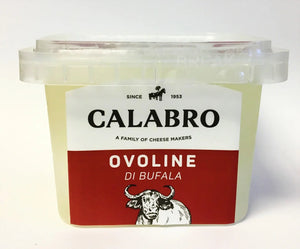 SINCE 1953
CALABRO
A FAMILY OF CHEESE MAKERS
OVOLINE
DI BUFALA